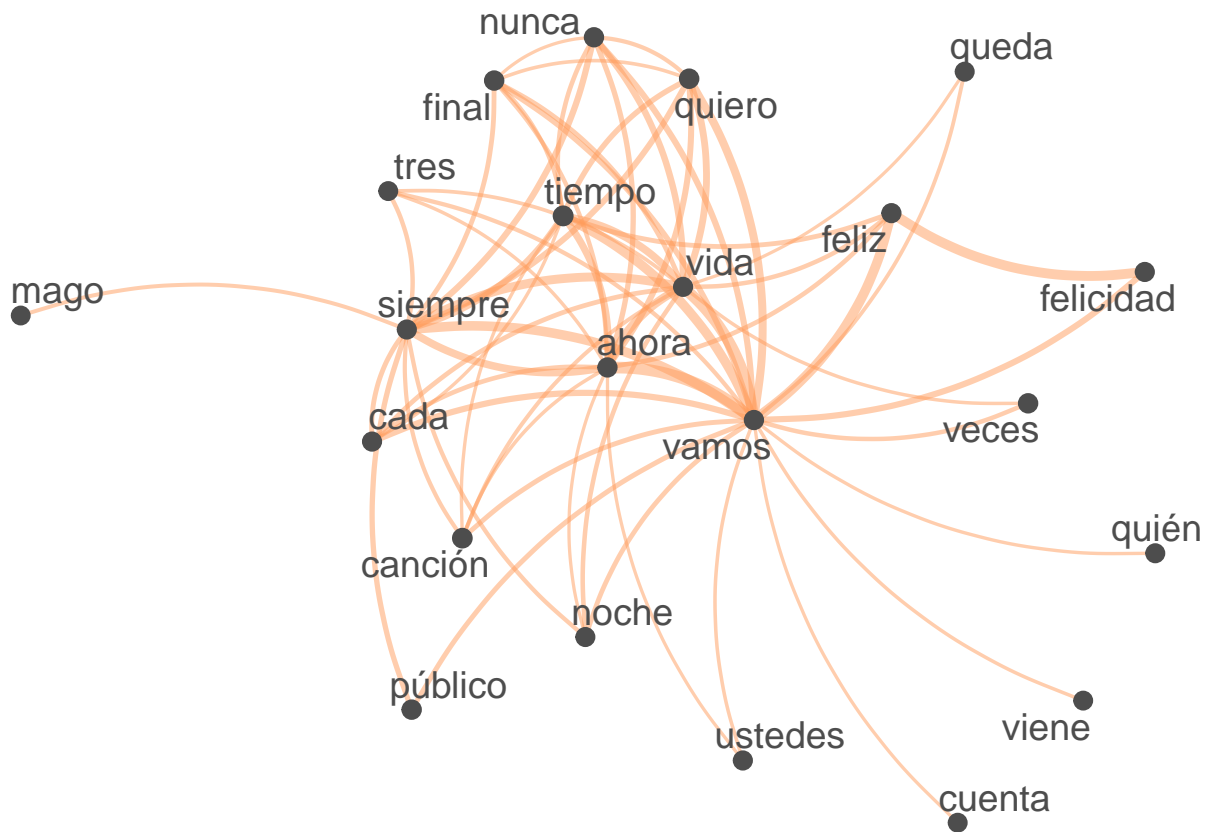 nunca
queda
final
quiero
tres
tiempo
feliz
vida
felicidad
mago
siempre
ahora
cada
vamos
veces
quién
canción
noche
público
ustedes
viene
cuenta